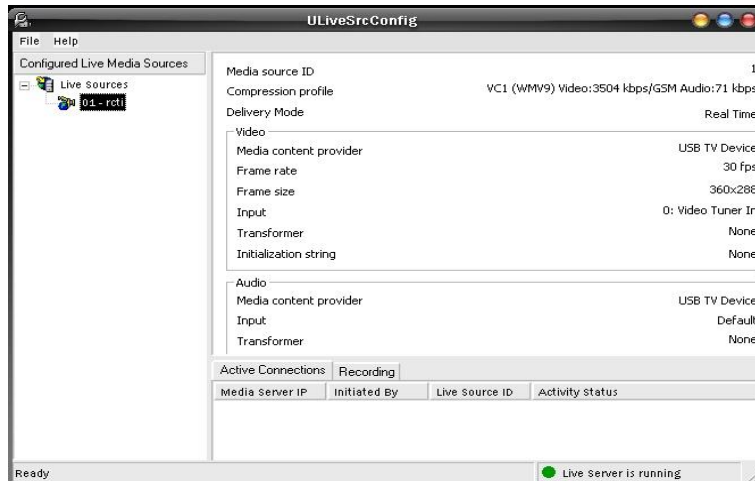 ULiveSrcConfig
File Help
Configured Live Media Sources
Live Sources
01 - rcti
Media source ID 1
Compression profile VC1 (WMV9) Video:3504 kbps/GSM Audio:71 kbps
Delivery Mode Real Time
Video
Media content provider USB TV Device
Frame rate 30 fps
Frame size 360x288
Input 0: Video Tuner In
Transformer None
Initialization string None
Audio
Media content provider USB TV Device
Input Default
Transformer None
Active Connections Recording
Media Server IP Initiated By Live Source ID Activity Status
Ready Live Server is running